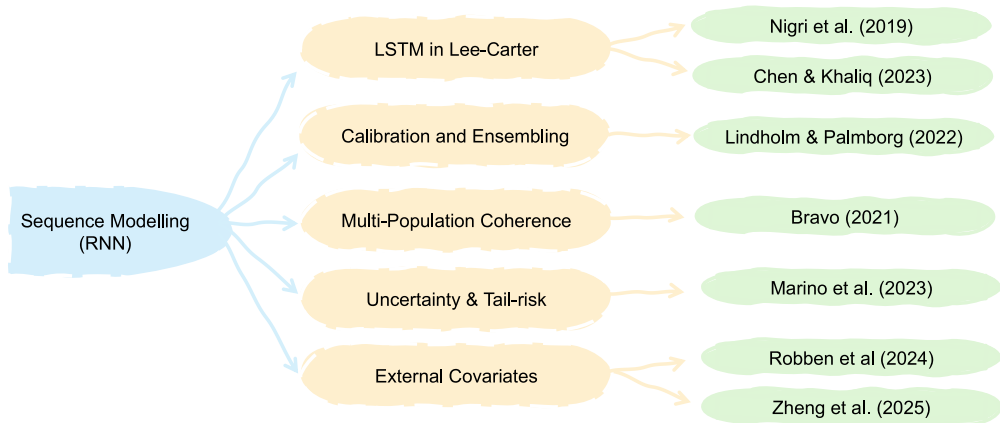 Sequence Modelling
(RNN)
LSTM in Lee-Carter
Nigri et al. (2019)
Chen & Khaliq (2023)
Calibration and Ensembling
Lindholm & Palmborg (2022)
Multi-Population Coherence
Bravo (2021)
Uncertainty & Tail-risk
Marino et al. (2023)
External Covariates
Robben et al (2024)
Zheng et al. (2025)